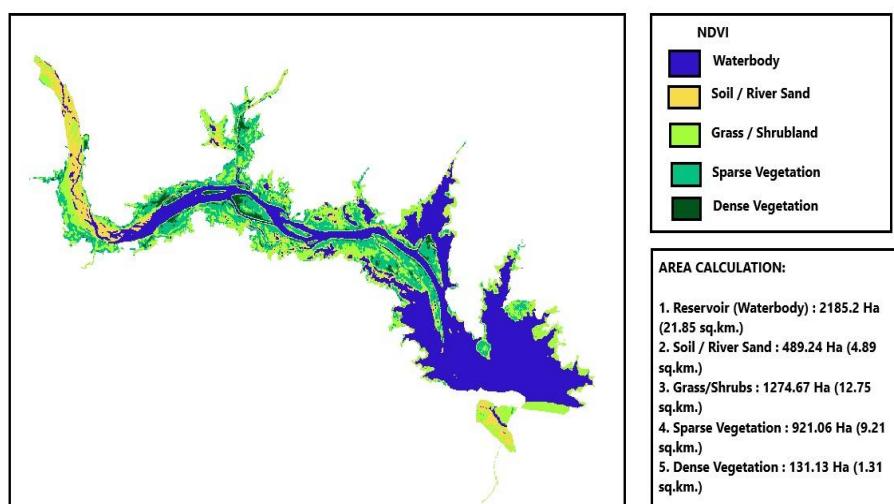 NDVI
Waterbody
Soil / River Sand
Grass / Shrubland
Sparse Vegetation
Dense Vegetation
AREA CALCULATION:
1. Reservoir (Waterbody) : 2185.2 Ha
(21.85 sq.km.)
2. Soil / River Sand : 489.24 Ha (4.89
sq.km.)
3. Grass/Shrubs : 1274.67 Ha (12.75
sq.km.)
4. Sparse Vegetation : 921.06 Ha (9.21
sq.km.)
5. Dense Vegetation : 131.13 Ha (1.31
sq.km.)